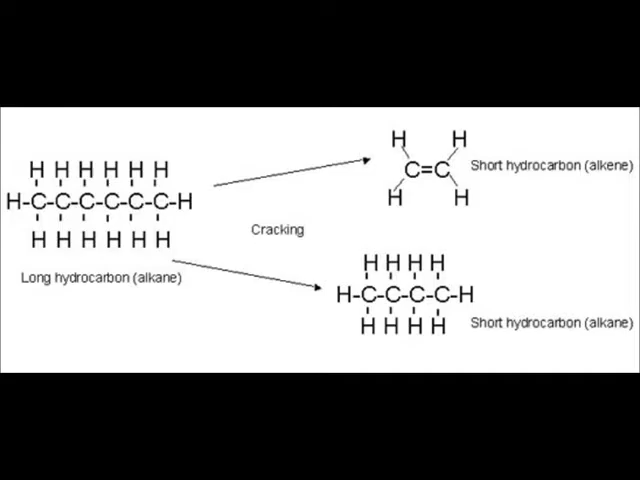 H H H H H H
H-C-C-C-C-C-C-H
H H H H H H
Long hydrocarbon (alkane)
Cracking
H H
C=C
H H
Short hydrocarbon (alkene)
H H H H
H-C-C-C-C-H
H H H H
Short hydrocarbon (alkane)